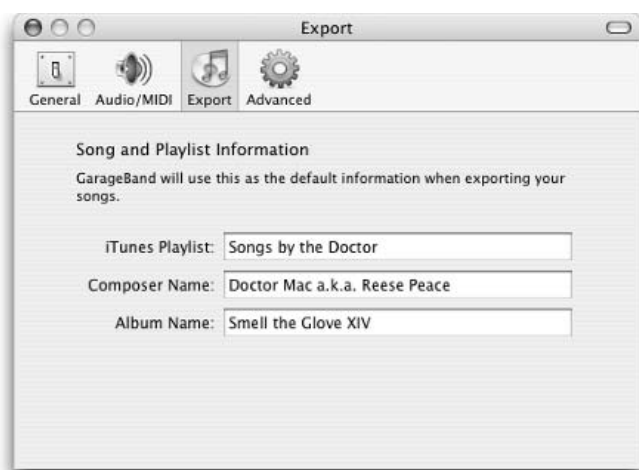 Export
General Audio/MIDI Export Advanced
Song and Playlist Information
GarageBand will use this as the default information when exporting your
songs.
iTunes Playlist: Songs by the Doctor
Composer Name: Doctor Mac a.k.a. Reese Peace
Album Name: Smell the Glove XIV